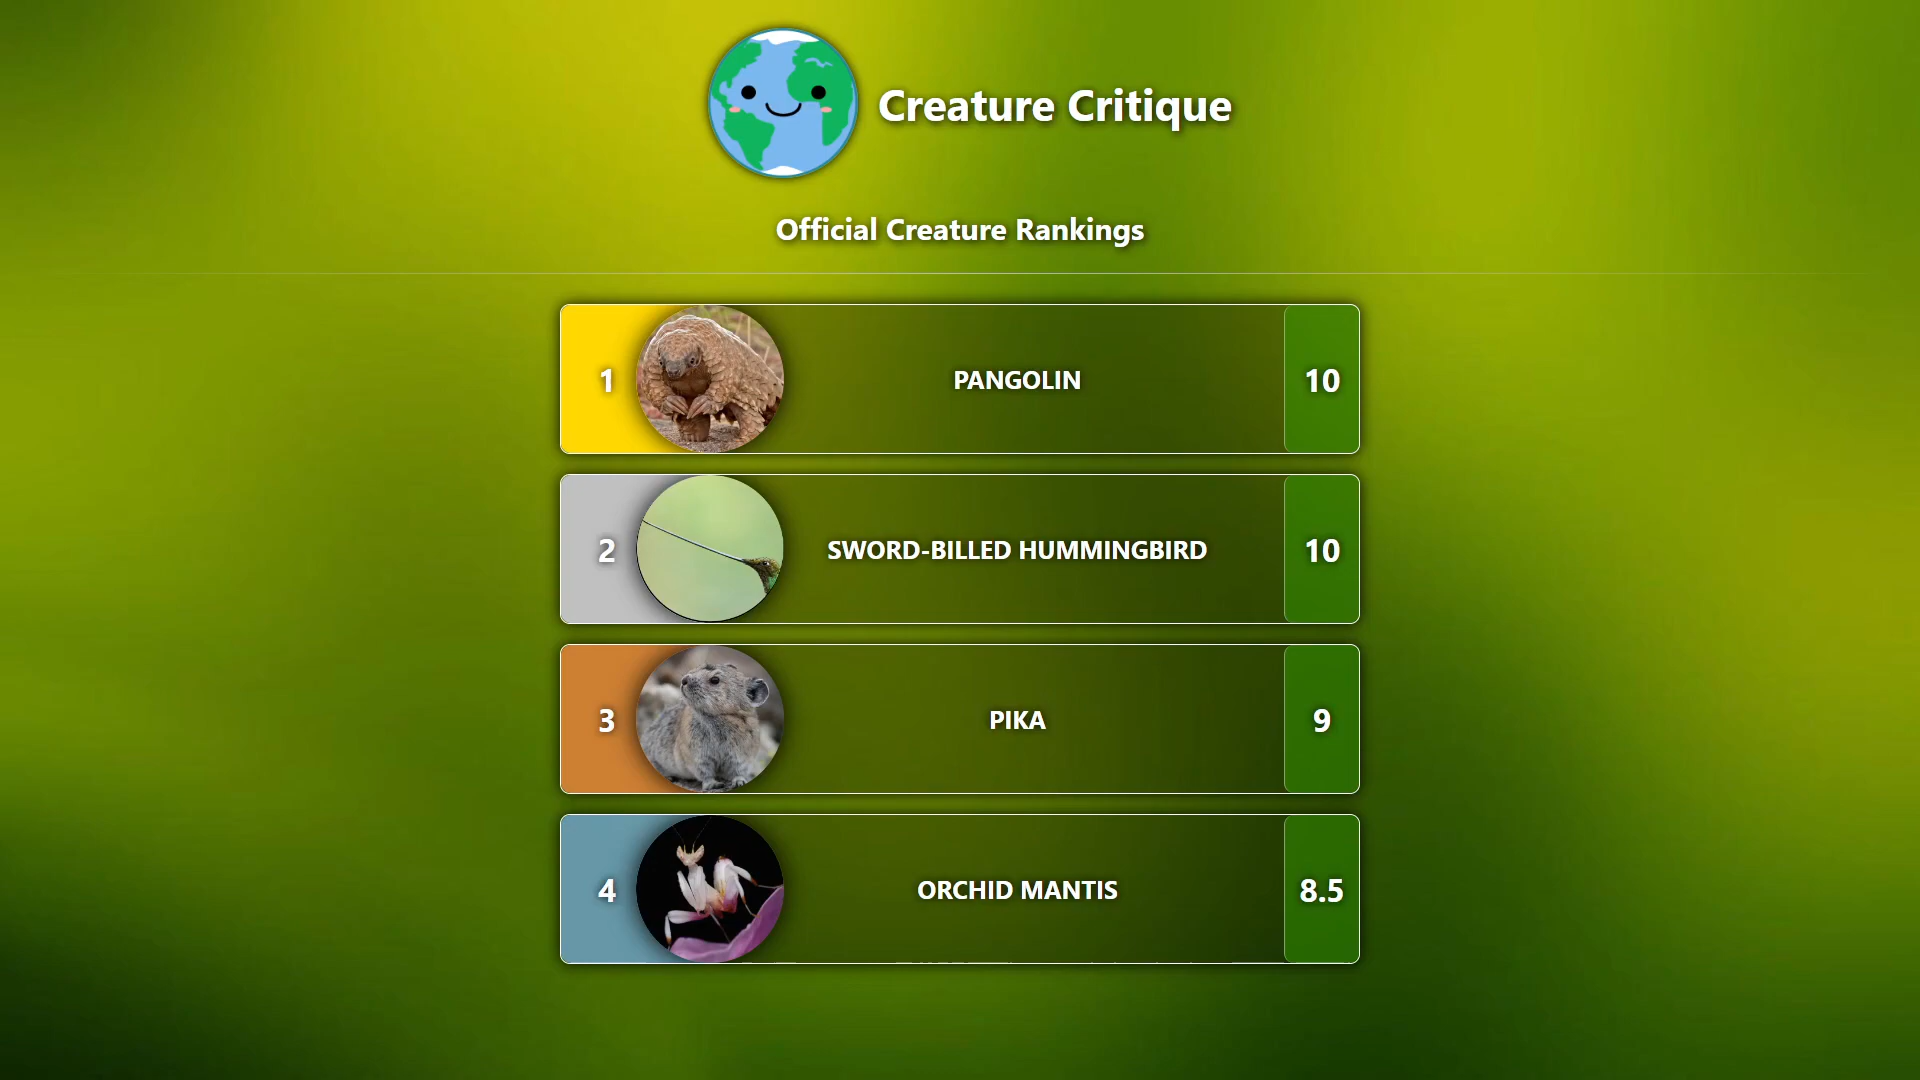 Creature Critique
Official Creature Rankings
1 PANGOLIN 10
2 SWORD-BILLED HUMMINGBIRD 10
3 PIKA 9
4 ORCHID MANTIS 8.5